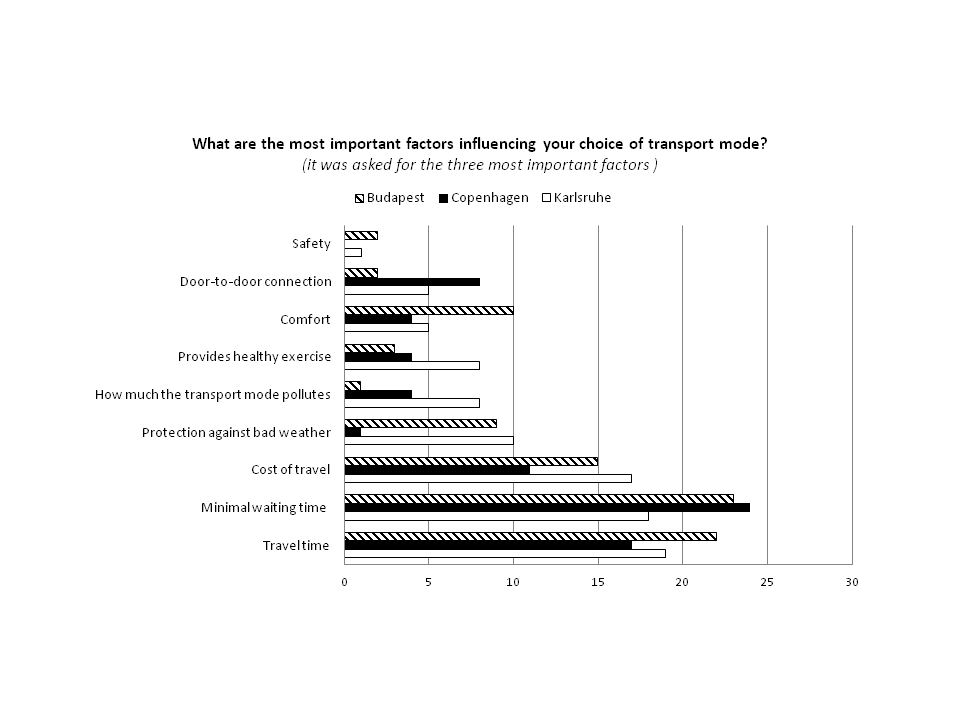 What are the most important factors influencing your choice of transport mode?
(it was asked for the three most important factors )
Budapest Copenhagen Karlsruhe
Safety
Door-to-door connection
Comfort
Provides healthy exercise
How much the transport mode pollutes
Protection against bad weather
Cost of travel
Minimal waiting time
Travel time
0 5 10 15 20 25 30